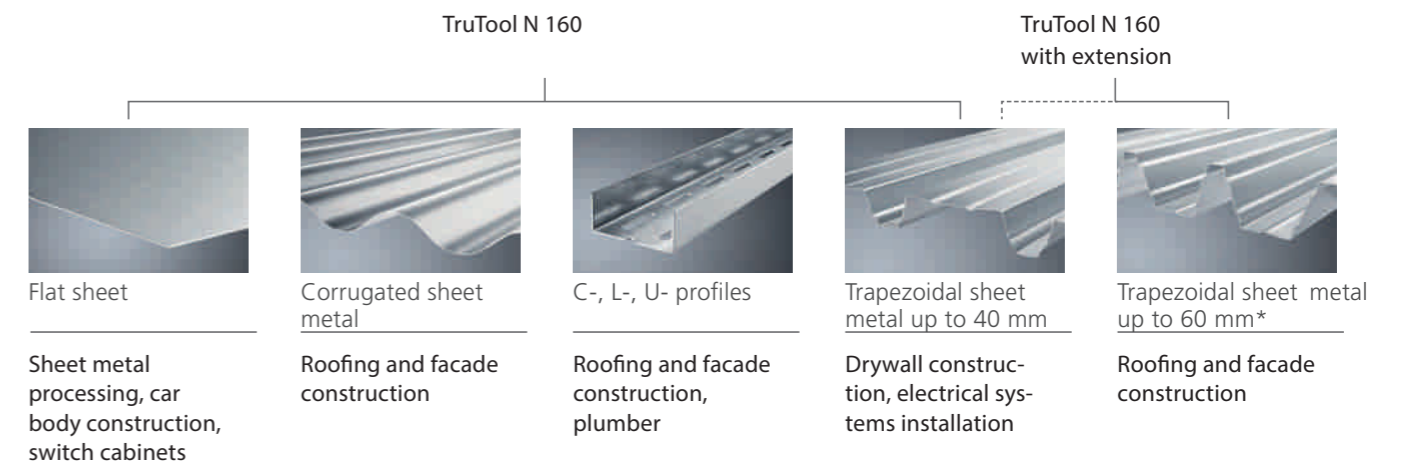 TruTool N 160
TruTool N 160
with extension
Flat sheet
Corrugated sheet
metal
C-, L-, U- profiles
Trapezoidal sheet
metal up to 40 mm
Trapezoidal sheet metal
up to 60 mm*
Sheet metal
processing, car
body construction,
switch cabinets
Roofing and facade
construction
Roofing and facade
construction,
plumber
Drywall construc-
tion, electrical sys-
tems installation
Roofing and facade
construction